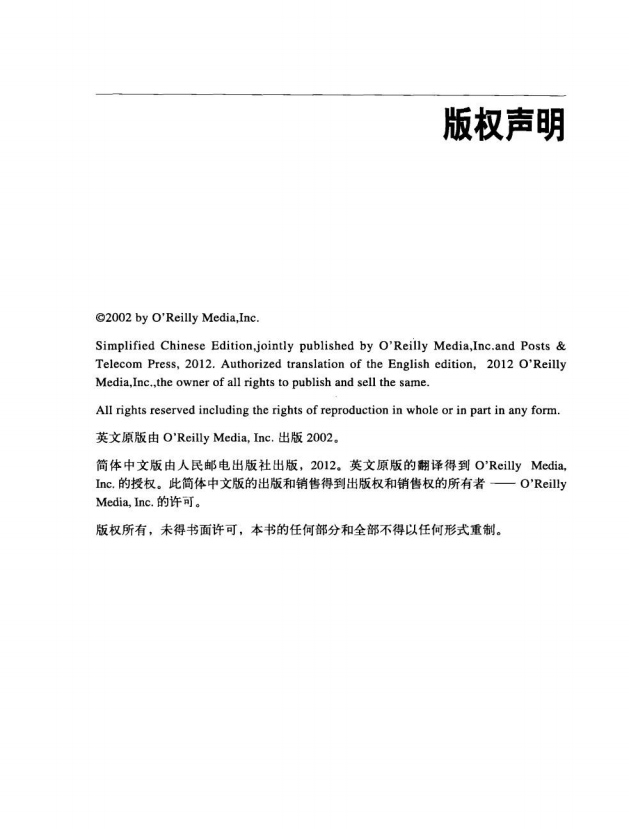 版权声明
©2002 by O'Reilly Media,Inc.
Simplified Chinese Edition,jointly published by O'Reilly Media,Inc.and Posts &
Telecom Press, 2012. Authorized translation of the English edition, 2012 O'Reilly
Media,Inc.,the owner of all rights to publish and sell the same.
All rights reserved including the rights of reproduction in whole or in part in any form.
英文原版由 O'Reilly Media, Inc. 出版 2002。
简体中文版由人民邮电出版社出版，2012。英文原版的翻译得到 O'Reilly Media,
Inc. 的授权。此简体中文版的出版和销售得到出版权和销售权的所有者 —— O'Reilly
Media, Inc. 的许可。
版权所有，未得书面许可，本书的任何部分和全部不得以任何形式重制。